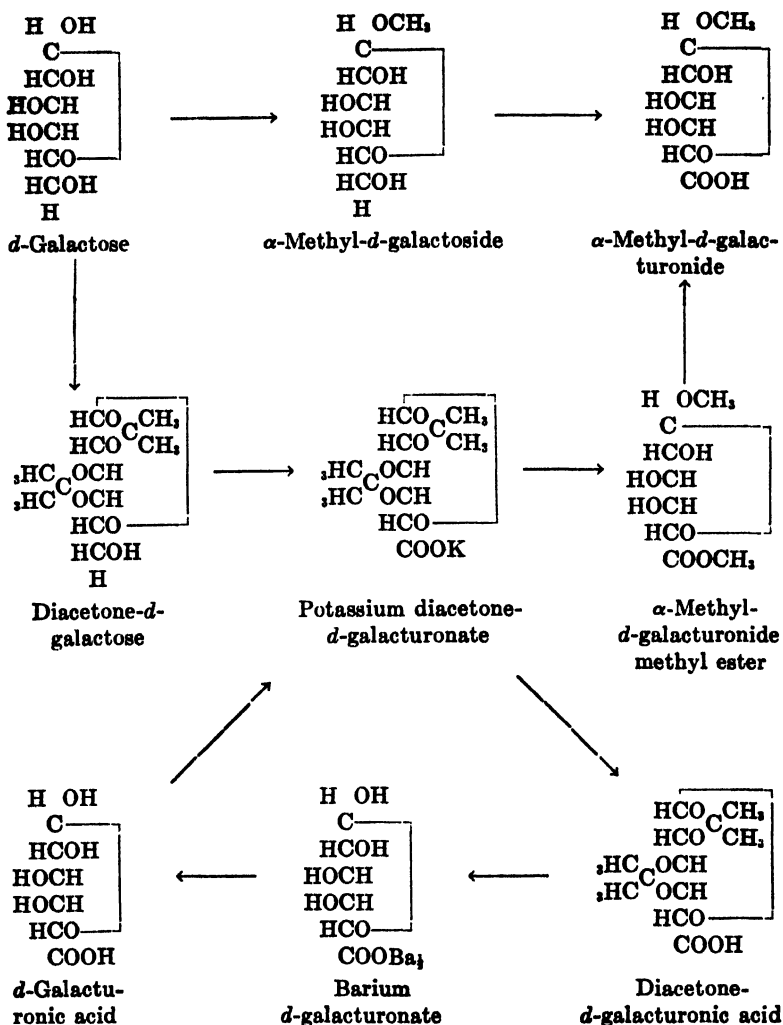 H OH
C
HCOH
HOCH
HOCH
HCO
HCOH
H
d-Galactose
H OCH₃
C
HCOH
HOCH
HOCH
HCO
HCOH
H
α-Methyl-d-galactoside
H OCH₃
C
HCOH
HOCH
HOCH
HCO
COOH
α-Methyl-d-galac-
turonide
HCO CH₃
C
HCO CH₃
₃HC OCH
C
₃HC OCH
HCO
HCOH
H
Diacetone-d-
galactose
HCO CH₃
C
HCO CH₃
₃HC OCH
C
₃HC OCH
HCO
COOK
Potassium diacetone-
d-galacturonate
H OCH₃
C
HCOH
HOCH
HOCH
HCO
COOCH₃
α-Methyl-
d-galacturonide
methyl ester
H OH
C
HCOH
HOCH
HOCH
HCO
COOH
d-Galactu-
ronic acid
H OH
C
HCOH
HOCH
HOCH
HCO
COOBa½
Barium
d-galacturonate
HCO CH₃
C
HCO CH₃
₃HC OCH
C
₃HC OCH
HCO
COOH
Diacetone-
d-galacturonic acid